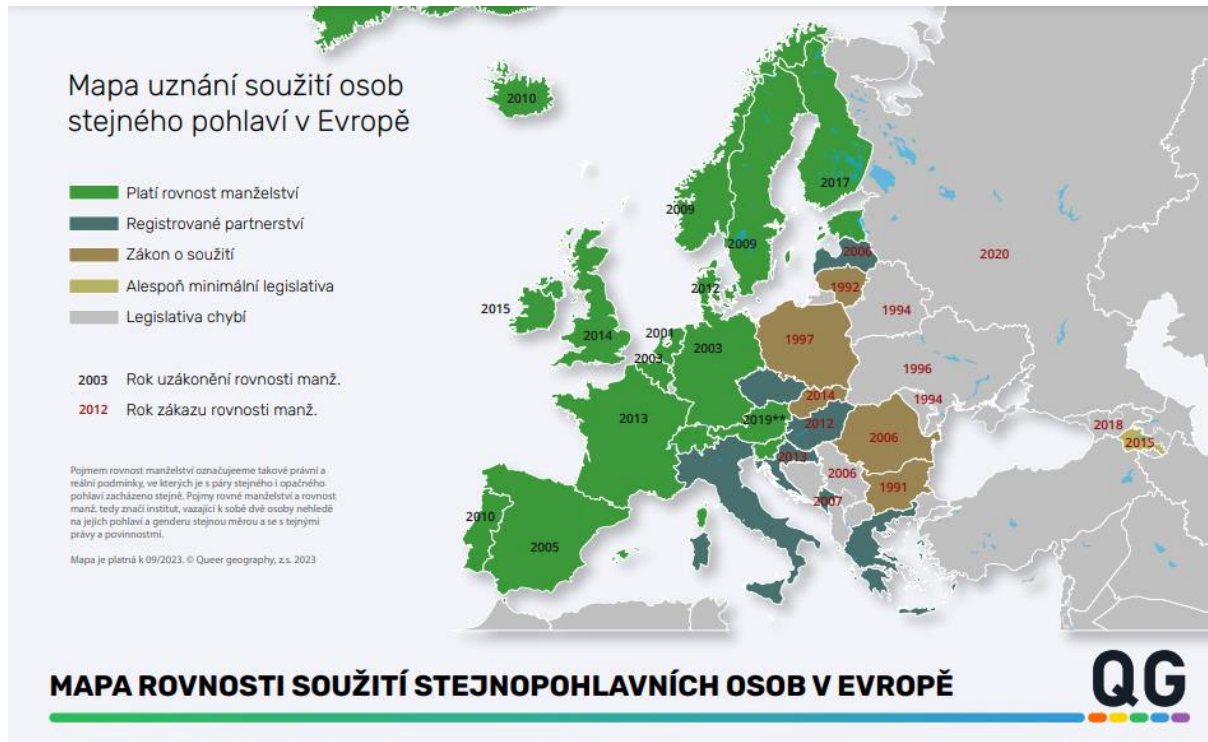 Mapa uznání soužití osob
stejného pohlaví v Evropě
Platí rovnost manželství
Registrované partnerství
Zákon o soužití
Alespoň minimální legislativa
Legislativa chybí
2003 Rok uzákonění rovnosti manž.
2012 Rok zákazu rovnosti manž.
Pojmem rovnost manželství označujeeme takové právní a
reální podmínky, ve kterých je s páry stejného i opačného
pohlaví zacházeno stejně. Pojmy rovné manželství a rovnost
manž. tedy značí institut, vazající k sobě dvě osoby nehledě
na jejich pohlaví a genderu stejnou měrou a se s tejnými
právy a povinnostmi.
Mapa je platná k 09/2023. © Queer geography, z.s. 2023
2010
2017
2009
2009
2006
2020
2012
1992
2015
1994
2014
2001
2003
2003
1997
1996
1994
2014
2013
2019**
2012
2006
2018
2015
2013
2006
1991
2007
2010
2005
MAPA ROVNOSTI SOUŽITÍ STEJNOPOHLAVNÍCH OSOB V EVROPĚ
QG